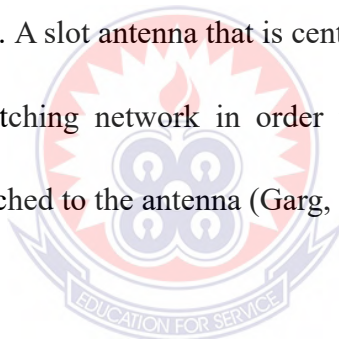 . A slot antenna that is cent
tching network in order
ched to the antenna (Garg,
EDUCATION FOR SERVICE